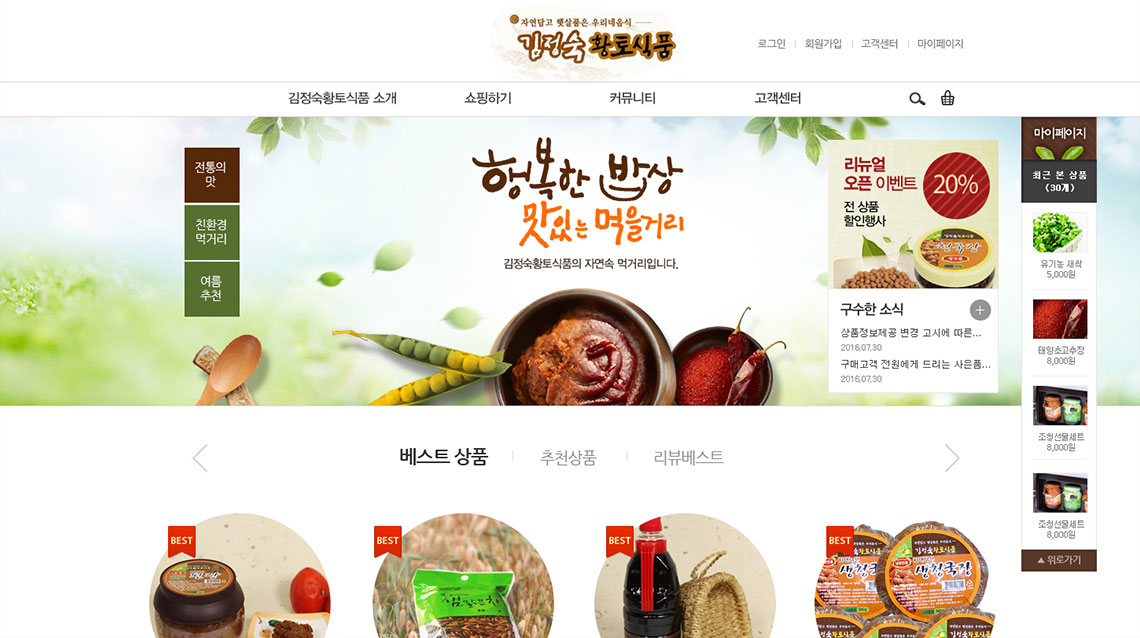 자연담고 햇살품은 우리네음식
김정숙 황토식품
로그인
회원가입
고객센터
마이페이지
김정숙황토식품 소개
쇼핑하기
커뮤니티
고객센터
전통의
맛
친환경
먹거리
여름
추천
행복한 밥상
맛있는 먹을거리
김정숙황토식품의 자연속 먹거리입니다.
리뉴얼
오픈 이벤트
20%
전 상품
할인행사
구수한 소식
상품정보제공 변경 고시에 따른...
2016.07.30
구매고객 전원에게 드리는 사은품...
2016.07.30
마이페이지
최근 본 상품
(30개)
유기농 새싹
5,000원
태양초고추장
8,000원
조청선물세트
8,000원
조청선물세트
8,000원
▲ 위로가기
베스트 상품
추천상품
리뷰베스트
BEST
BEST
BEST
BEST
김정숙황토식품
생청국장